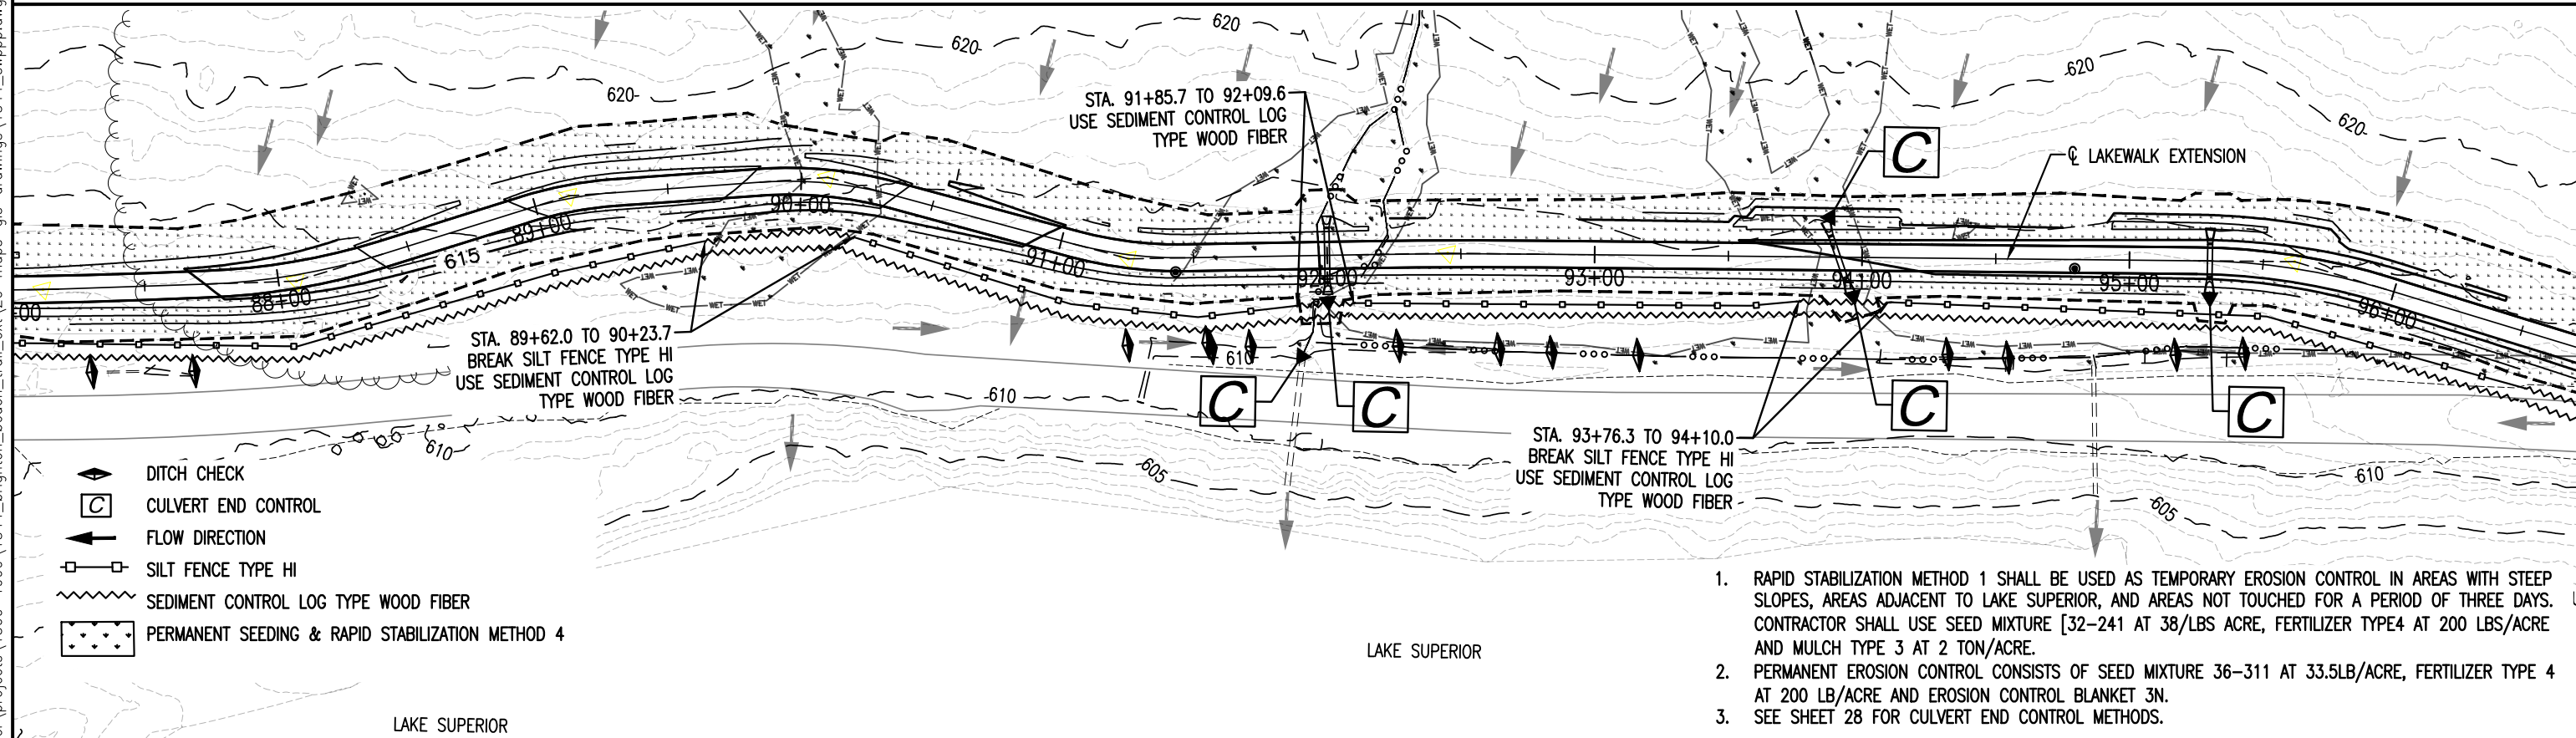 620
620-
620-
-620
620-
STA. 91+85.7 TO 92+09.6
USE SEDIMENT CONTROL LOG
TYPE WOOD FIBER
C
℄ LAKEWALK EXTENSION
88+00
615
89+00
90+00
91+00
92+00
93+00
94+00
95+00
96+00
00
WET
WET
WET
WET
WET
WET
STA. 89+62.0 TO 90+23.7
BREAK SILT FENCE TYPE HI
USE SEDIMENT CONTROL LOG
TYPE WOOD FIBER
610
C
C
C
C
-610
610-
605
STA. 93+76.3 TO 94+10.0
BREAK SILT FENCE TYPE HI
USE SEDIMENT CONTROL LOG
TYPE WOOD FIBER
-610
605
DITCH CHECK
C CULVERT END CONTROL
FLOW DIRECTION
SILT FENCE TYPE HI
SEDIMENT CONTROL LOG TYPE WOOD FIBER
PERMANENT SEEDING & RAPID STABILIZATION METHOD 4
LAKE SUPERIOR
LAKE SUPERIOR
1. RAPID STABILIZATION METHOD 1 SHALL BE USED AS TEMPORARY EROSION CONTROL IN AREAS WITH STEEP
SLOPES, AREAS ADJACENT TO LAKE SUPERIOR, AND AREAS NOT TOUCHED FOR A PERIOD OF THREE DAYS.
CONTRACTOR SHALL USE SEED MIXTURE [32-241 AT 38/LBS ACRE, FERTILIZER TYPE4 AT 200 LBS/ACRE
AND MULCH TYPE 3 AT 2 TON/ACRE.
2. PERMANENT EROSION CONTROL CONSISTS OF SEED MIXTURE 36-311 AT 33.5LB/ACRE, FERTILIZER TYPE 4
AT 200 LB/ACRE AND EROSION CONTROL BLANKET 3N.
3. SEE SHEET 28 FOR CULVERT END CONTROL METHODS.